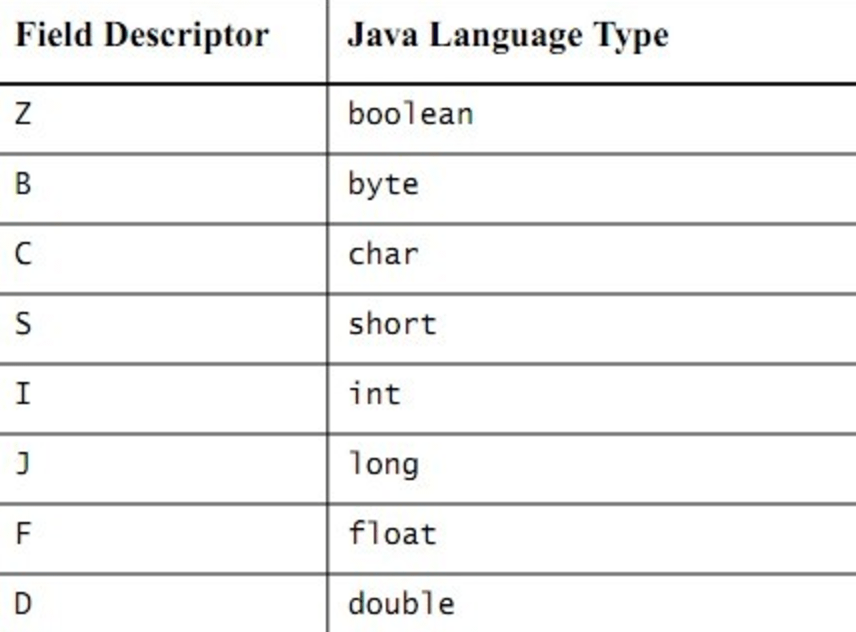 Field Descriptor Java Language Type
Z boolean
B byte
C char
S short
I int
J long
F float
D double